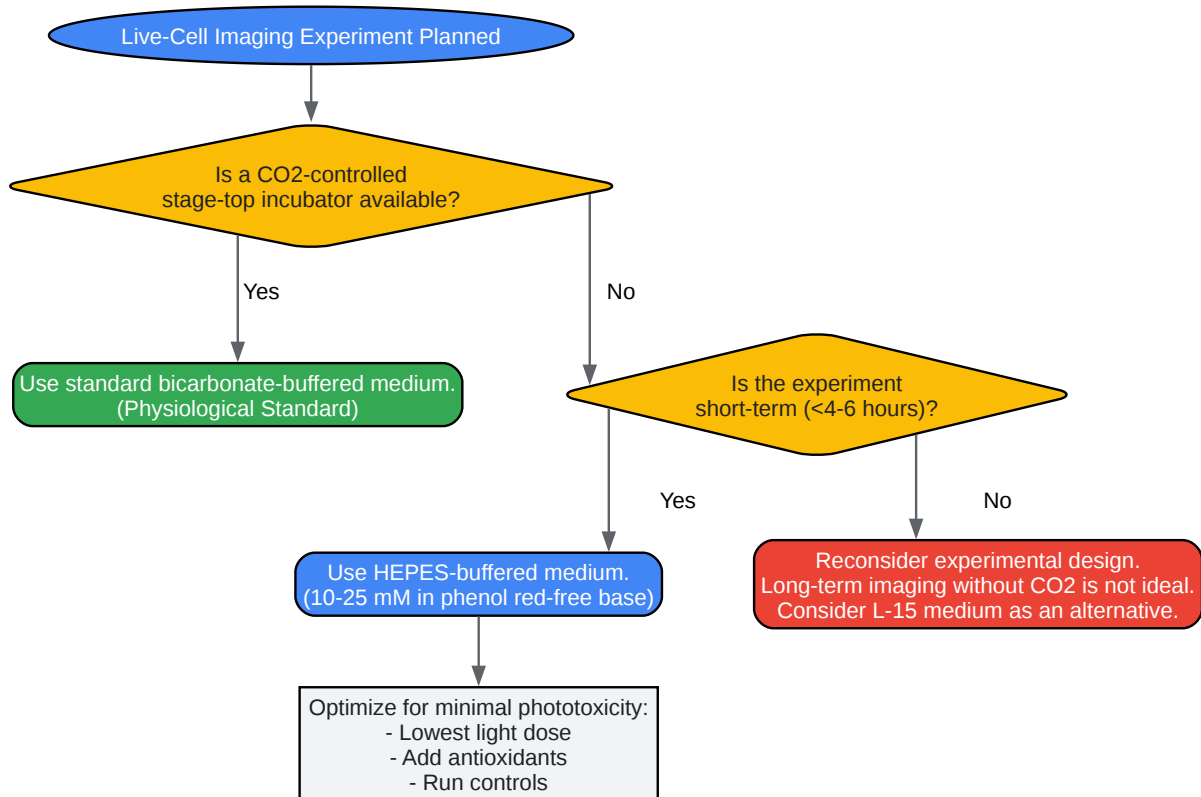 Live-Cell Imaging Experiment Planned
Is a CO2-controlled
stage-top incubator available?
Yes
No
Use standard bicarbonate-buffered medium.
(Physiological Standard)
Is the experiment
short-term (<4-6 hours)?
Yes
No
Use HEPES-buffered medium.
(10-25 mM in phenol red-free base)
Reconsider experimental design.
Long-term imaging without CO2 is not ideal.
Consider L-15 medium as an alternative.
Optimize for minimal phototoxicity:
- Lowest light dose
- Add antioxidants
- Run controls